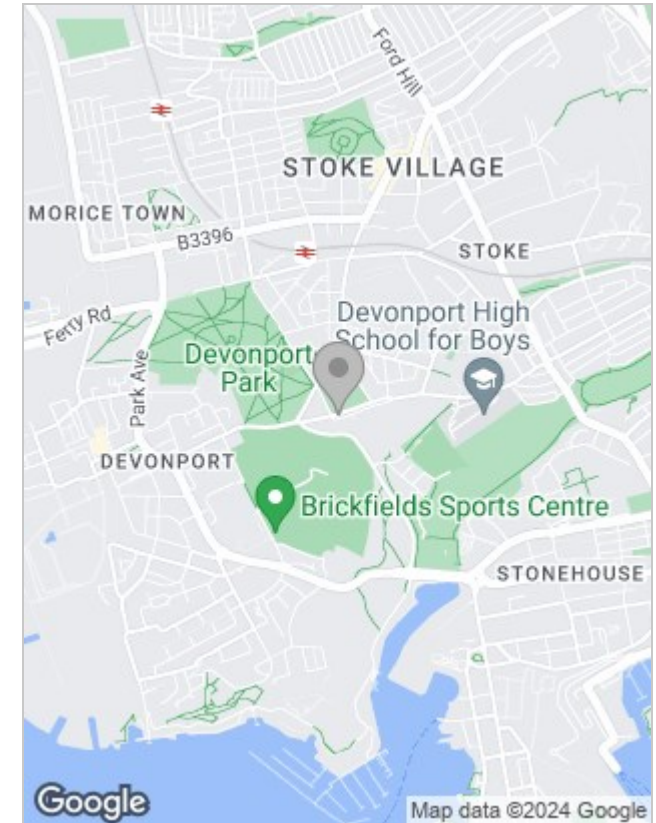 Ford Hill
STOKE VILLAGE
MORICE TOWN
B3396
STOKE
Ferry Rd
Devonport High
School for Boys
Devonport
Park
Park Ave
DEVONPORT
Brickfields Sports Centre
STONEHOUSE
Google
Map data ©2024 Google